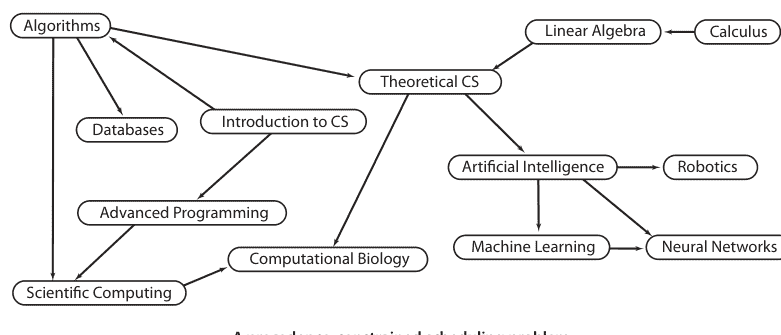 Algorithms
Linear Algebra
Calculus
Theoretical CS
Databases
Introduction to CS
Artificial Intelligence
Robotics
Advanced Programming
Machine Learning
Neural Networks
Computational Biology
Scientific Computing